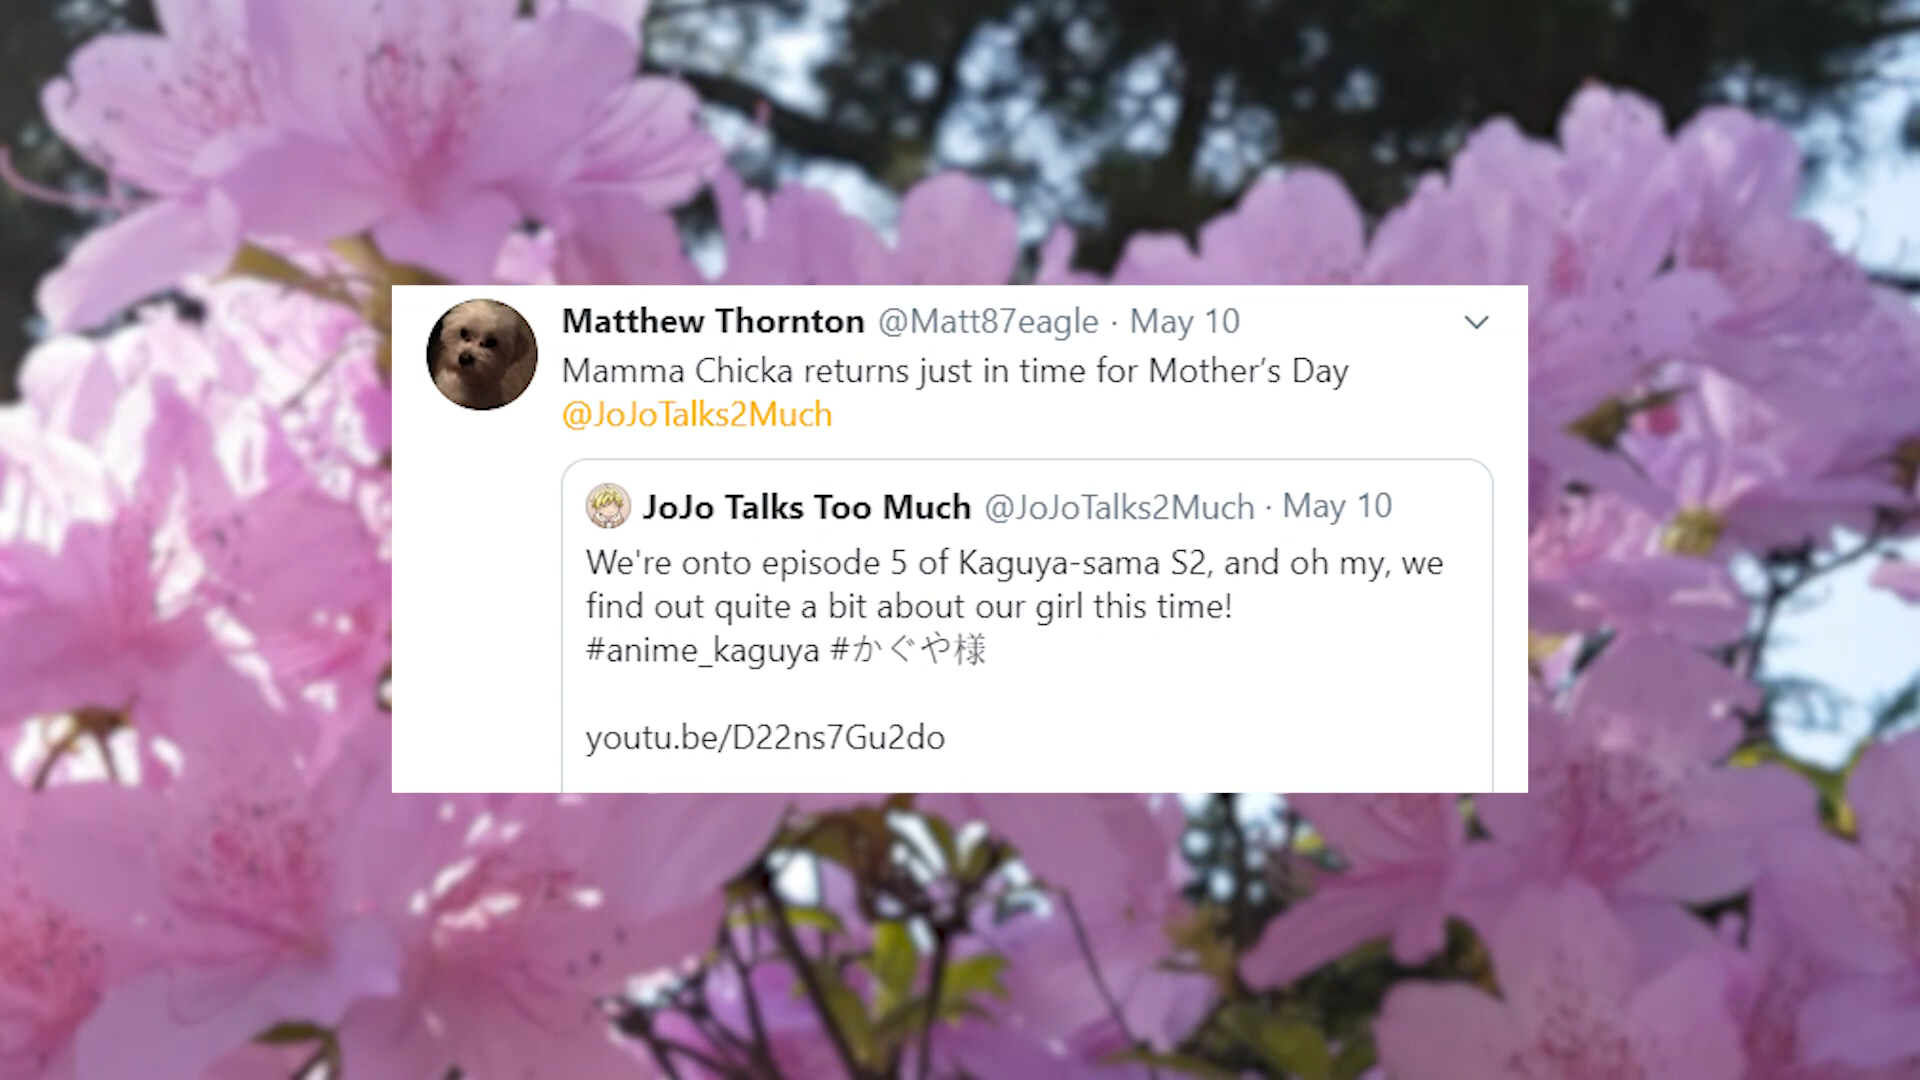 Matthew Thornton @Matt87eagle · May 10
Mamma Chicka returns just in time for Mother’s Day
@JoJoTalks2Much
JoJo Talks Too Much @JoJoTalks2Much · May 10
We're onto episode 5 of Kaguya-sama S2, and oh my, we
find out quite a bit about our girl this time!
#anime_kaguya #かぐや様
youtu.be/D22ns7Gu2do